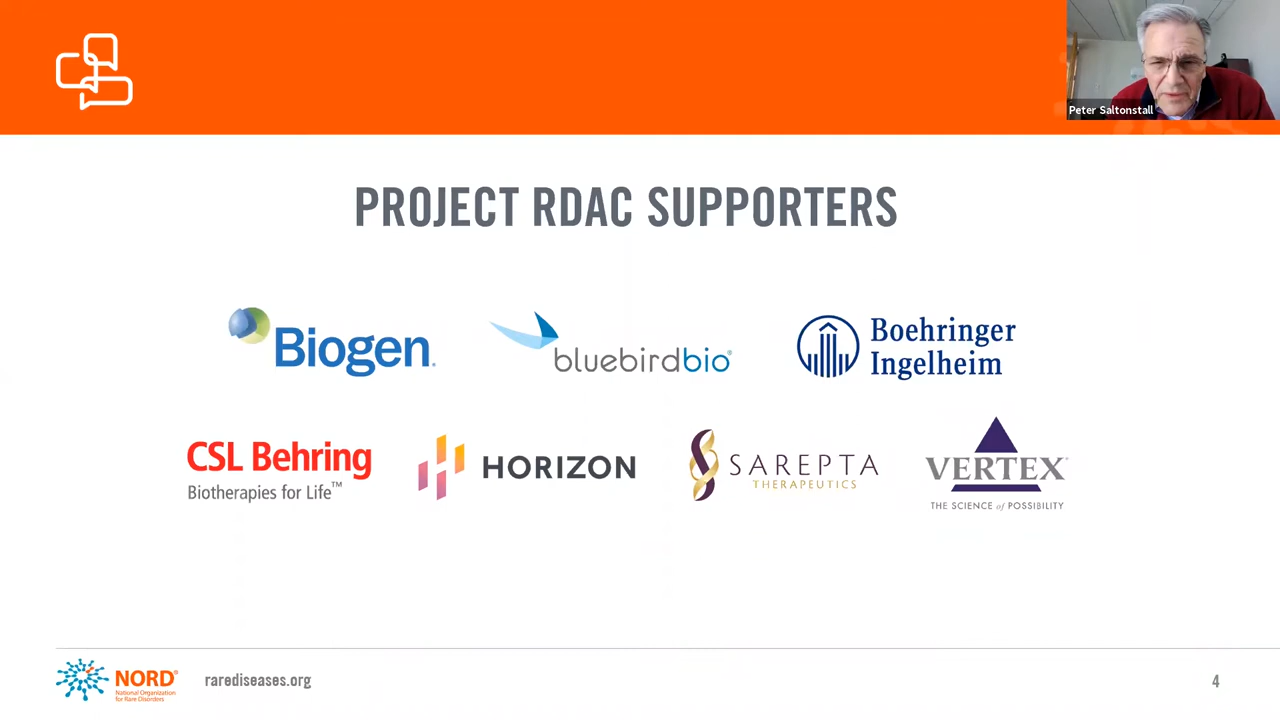 Peter Saltonstall
PROJECT RDAC SUPPORTERS
Biogen.
bluebirdbio®
Boehringer
Ingelheim
CSL Behring
Biotherapies for Life™
HORIZON
SAREPTA
THERAPEUTICS
VERTEX
THE SCIENCE of POSSIBILITY
NORD®
National Organization
for Rare Disorders
rarediseases.org
4